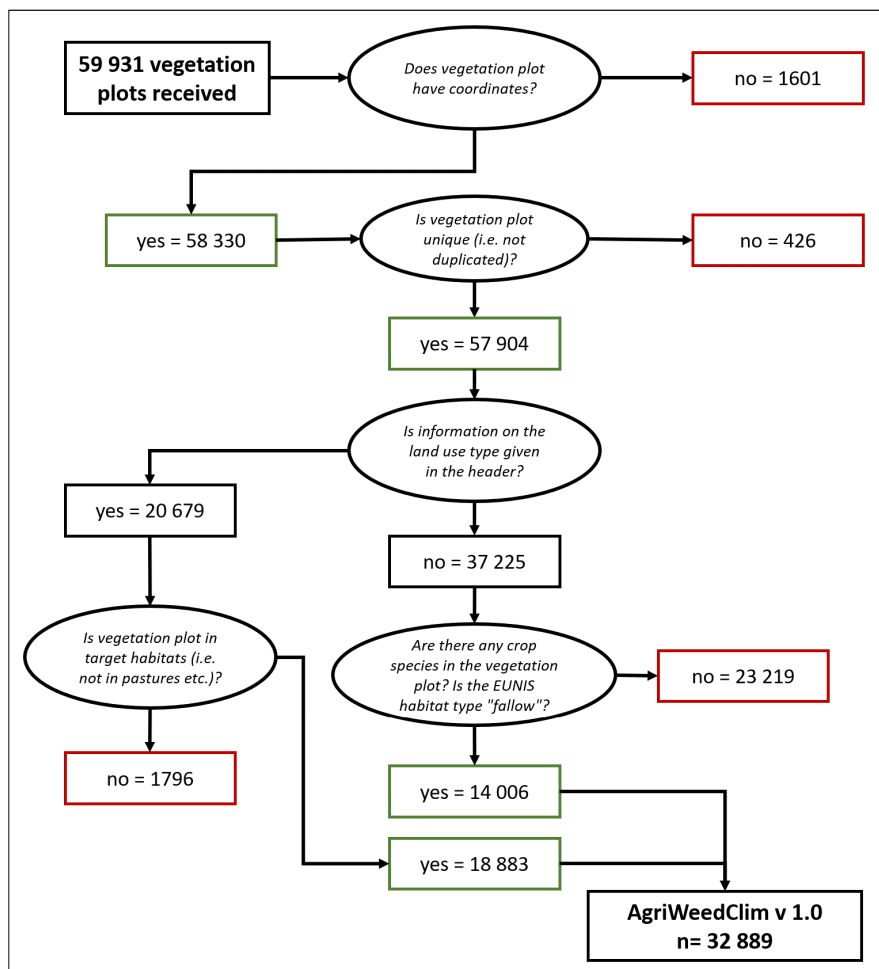 59 931 vegetation
plots received
Does vegetation plot
have coordinates?
no = 1601
yes = 58 330
Is vegetation plot
unique (i.e. not
duplicated)?
no = 426
yes = 57 904
Is information on the
land use type given
in the header?
yes = 20 679
no = 37 225
Is vegetation plot in
target habitats (i.e.
not in pastures etc.)?
Are there any crop
species in the vegetation
plot? Is the EUNIS
habitat type "fallow"?
no = 23 219
no = 1796
yes = 14 006
yes = 18 883
AgriWeedClim v 1.0
n= 32 889